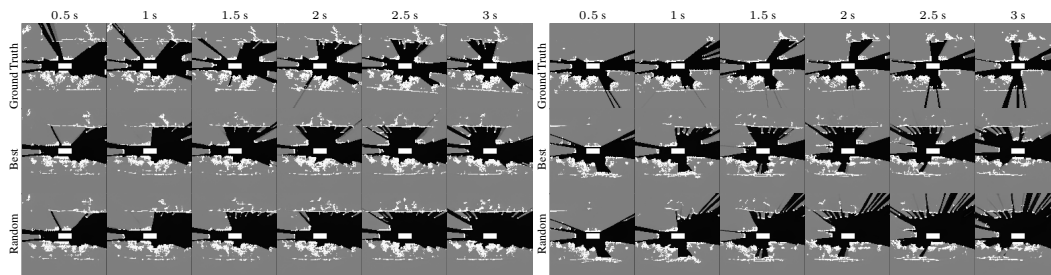 0.5 s 1 s 1.5 s 2 s 2.5 s 3 s 0.5 s 1 s 1.5 s 2 s 2.5 s 3 s
Ground Truth Ground Truth
Best Best
Random Random